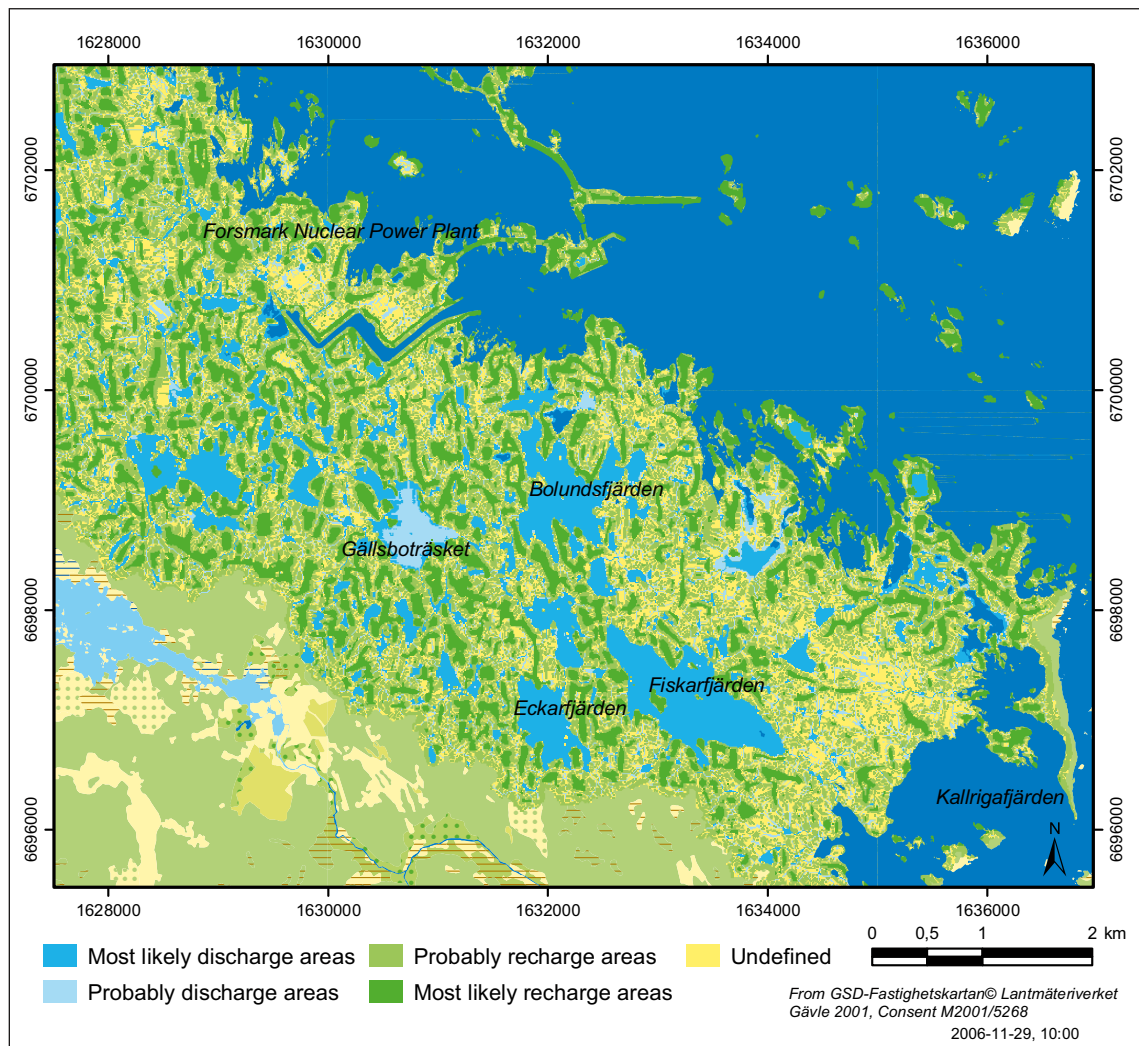 1628000 1630000 1632000 1634000 1636000
6702000 6702000
Forsmark Nuclear Power Plant
6700000 6700000
Bolundsfjärden
Gällsboträsket
6698000 6698000
Fiskarfjärden
Eckarfjärden
Kallrigafjärden
6696000 6696000
N
1628000 1630000 1632000 1634000 1636000
Most likely discharge areas
Probably discharge areas
Probably recharge areas
Most likely recharge areas
Undefined
0 0,5 1 2 km
From GSD-Fastighetskartan© Lantmäteriverket
Gävle 2001, Consent M2001/5268
2006-11-29, 10:00